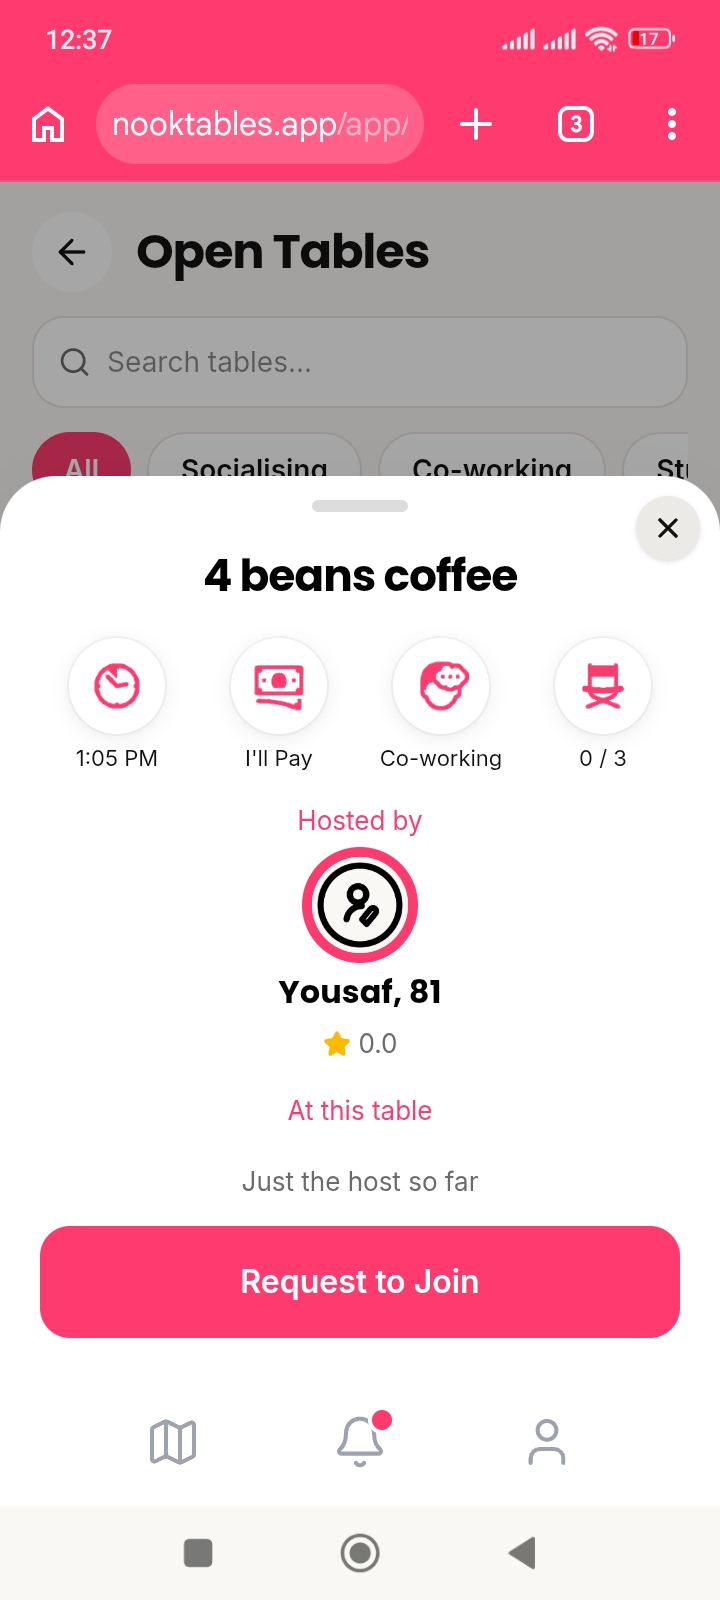 12:37
17
nooktables.app/app/
3
Open Tables
Search tables...
All
Socialising
Co-working
4 beans coffee
1:05 PM
I'll Pay
Co-working
0 / 3
Hosted by
Yousaf, 81
0.0
At this table
Just the host so far
Request to Join